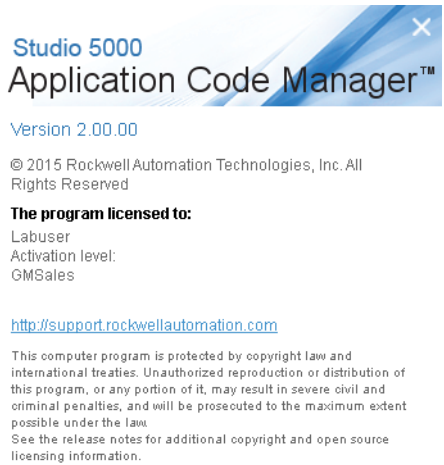 Studio 5000
Application Code Manager™
Version 2.00.00
© 2015 Rockwell Automation Technologies, Inc. All
Rights Reserved
The program licensed to:
Labuser
Activation level:
GMSales
http://support.rockwellautomation.com
This computer program is protected by copyright law and
international treaties. Unauthorized reproduction or distribution of
this program, or any portion of it, may result in severe civil and
criminal penalties, and will be prosecuted to the maximum extent
possible under the law.
See the release notes for additional copyright and open source
licensing information.